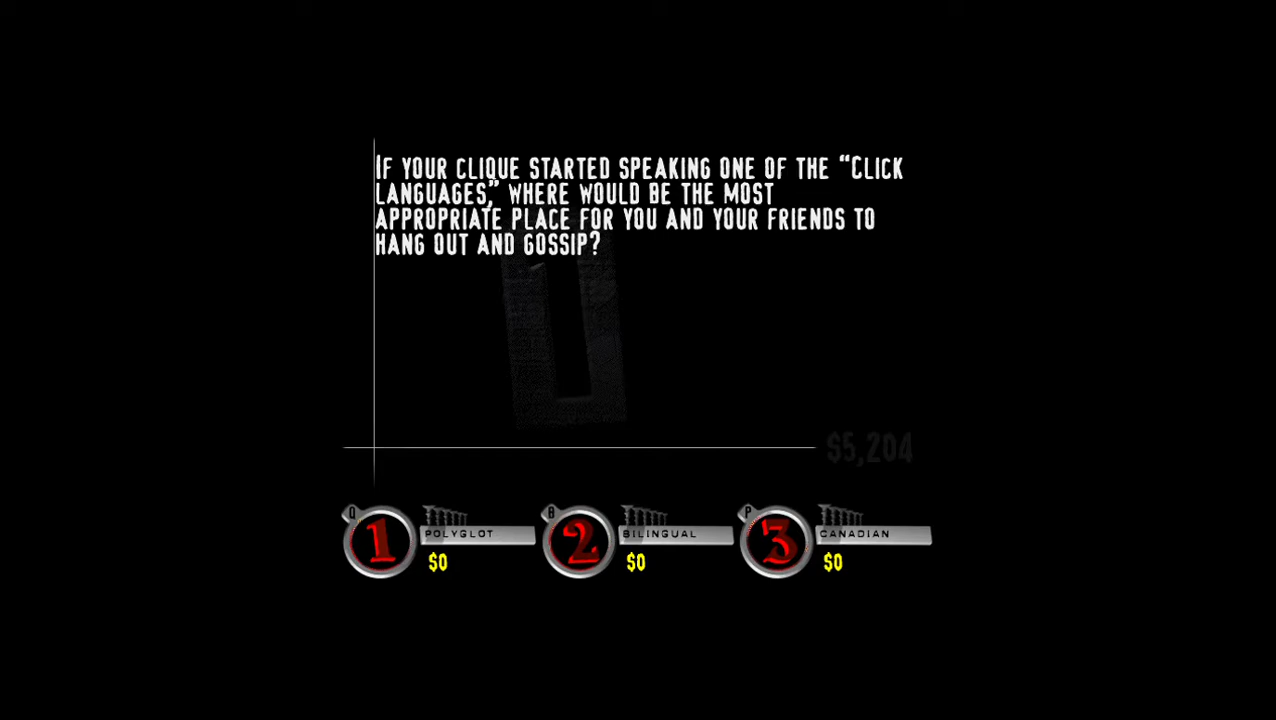 If your clique started speaking one of the “Click
Languages,” where would be the most
appropriate place for you and your friends to
hang out and gossip?
$5,204
Q 1 POLYGLOT $0
B 2 BILINGUAL $0
P 3 CANADIAN $0